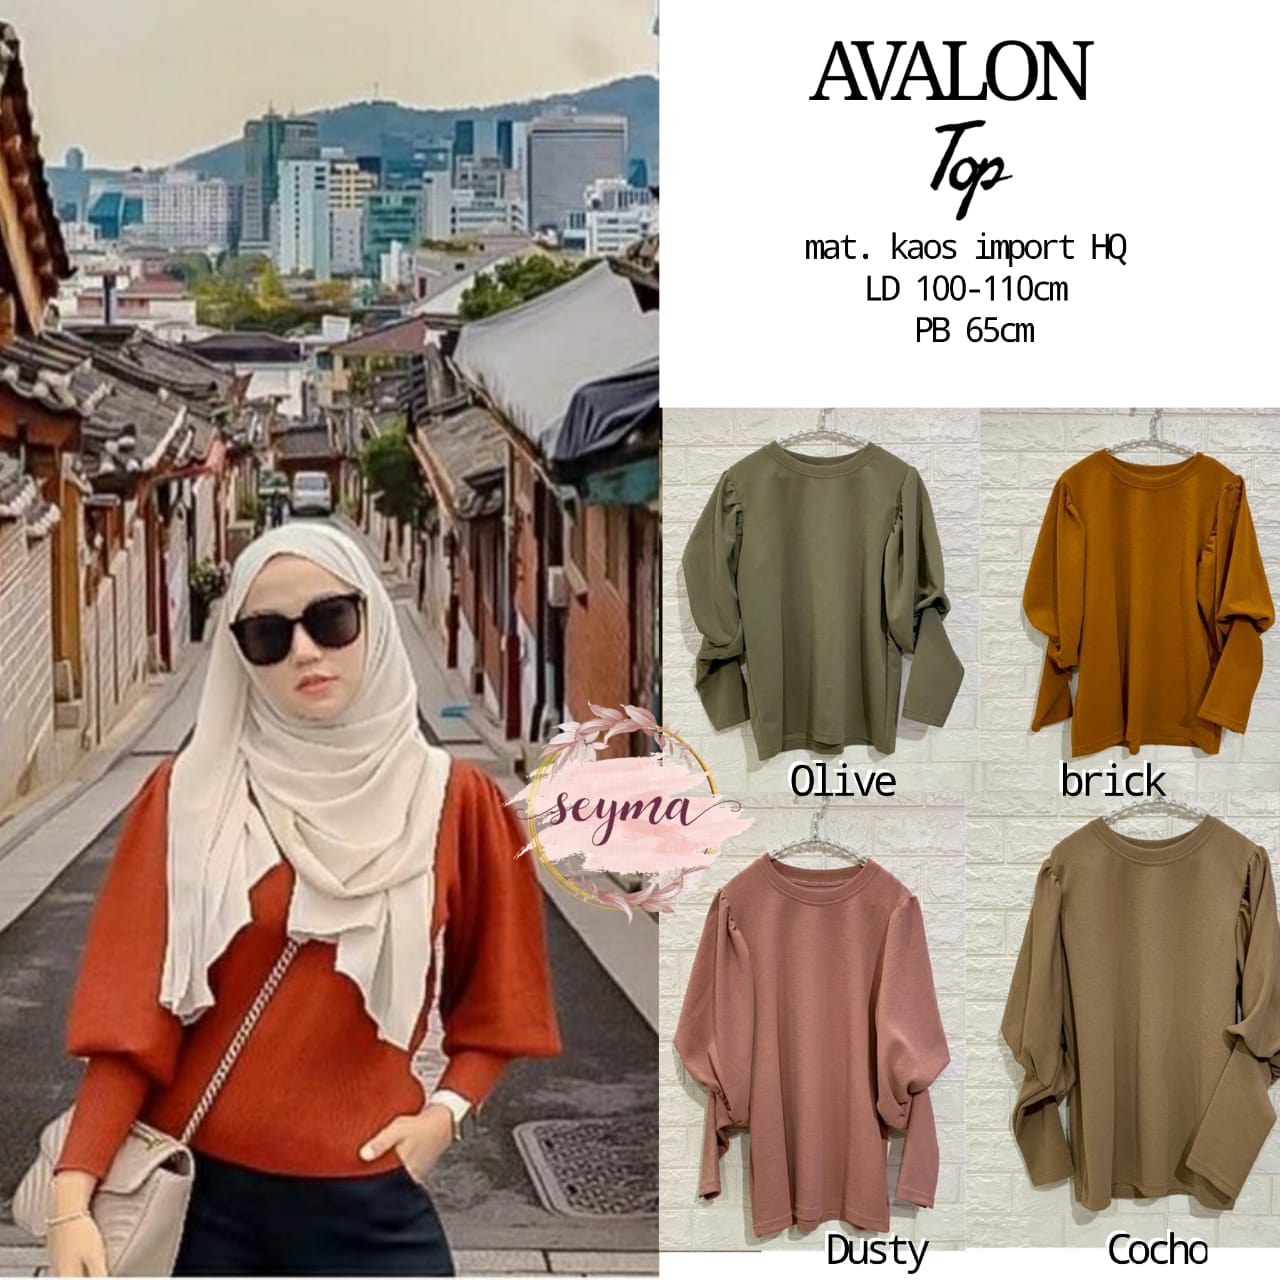 AVALON
Top
mat. kaos import HQ
LD 100-110cm
PB 65cm
Olive
brick
seyma
Dusty
Cocho